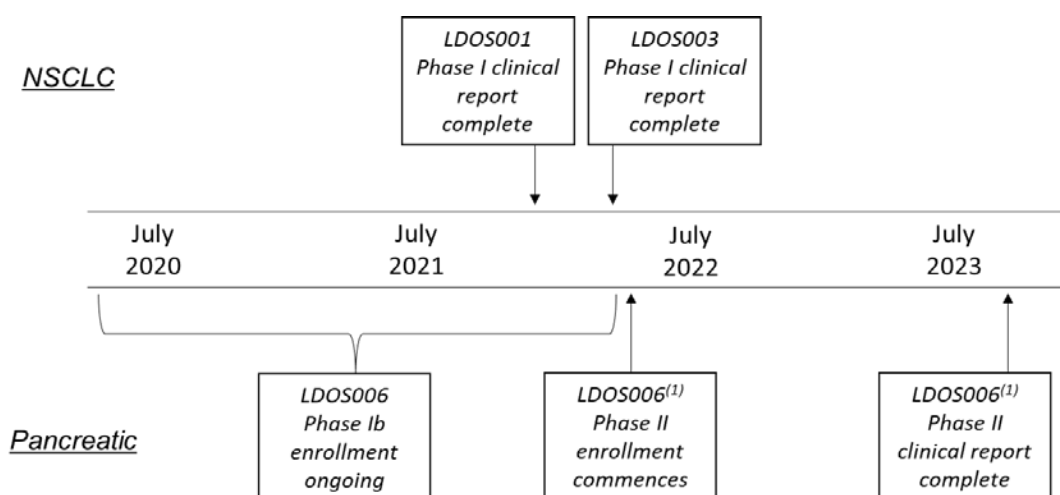 NSCLC
LDOS001
Phase I clinical
report
complete
LDOS003
Phase I clinical
report
complete
July
2020
July
2021
July
2022
July
2023
Pancreatic
LDOS006
Phase Ib
enrollment
ongoing
LDOS006(1)
Phase II
enrollment
commences
LDOS006(1)
Phase II
clinical report
complete